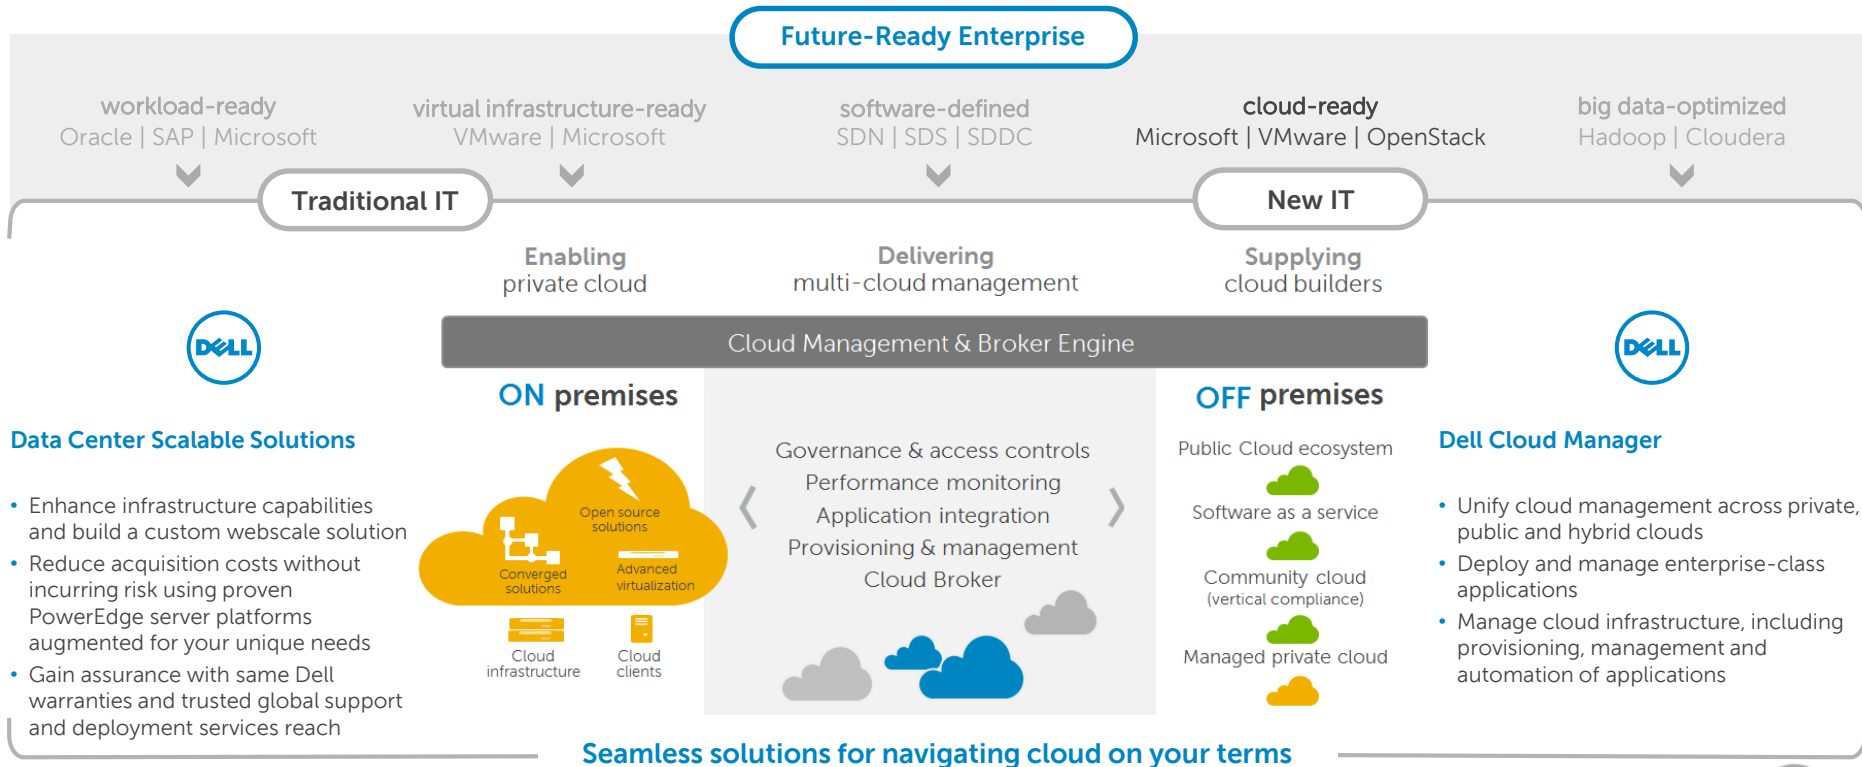 Future-Ready Enterprise
workload-ready
Oracle | SAP | Microsoft
virtual infrastructure-ready
VMware | Microsoft
software-defined
SDN | SDS | SDDC
cloud-ready
Microsoft | VMware | OpenStack
big data-optimized
Hadoop | Cloudera
Traditional IT
New IT
Enabling
private cloud
Delivering
multi-cloud management
Supplying
cloud builders
Cloud Management & Broker Engine
DELL
Data Center Scalable Solutions
• Enhance infrastructure capabilities
and build a custom webscale solution
• Reduce acquisition costs without
incurring risk using proven
PowerEdge server platforms
augmented for your unique needs
• Gain assurance with same Dell
warranties and trusted global support
and deployment services reach
ON premises
Open source
solutions
Converged
solutions
Advanced
virtualization
Cloud
infrastructure
Cloud
clients
Governance & access controls
Performance monitoring
Application integration
Provisioning & management
Cloud Broker
OFF premises
Public Cloud ecosystem
Software as a service
Community cloud
(vertical compliance)
Managed private cloud
DELL
Dell Cloud Manager
• Unify cloud management across private,
public and hybrid clouds
• Deploy and manage enterprise-class
applications
• Manage cloud infrastructure, including
provisioning, management and
automation of applications
Seamless solutions for navigating cloud on your terms